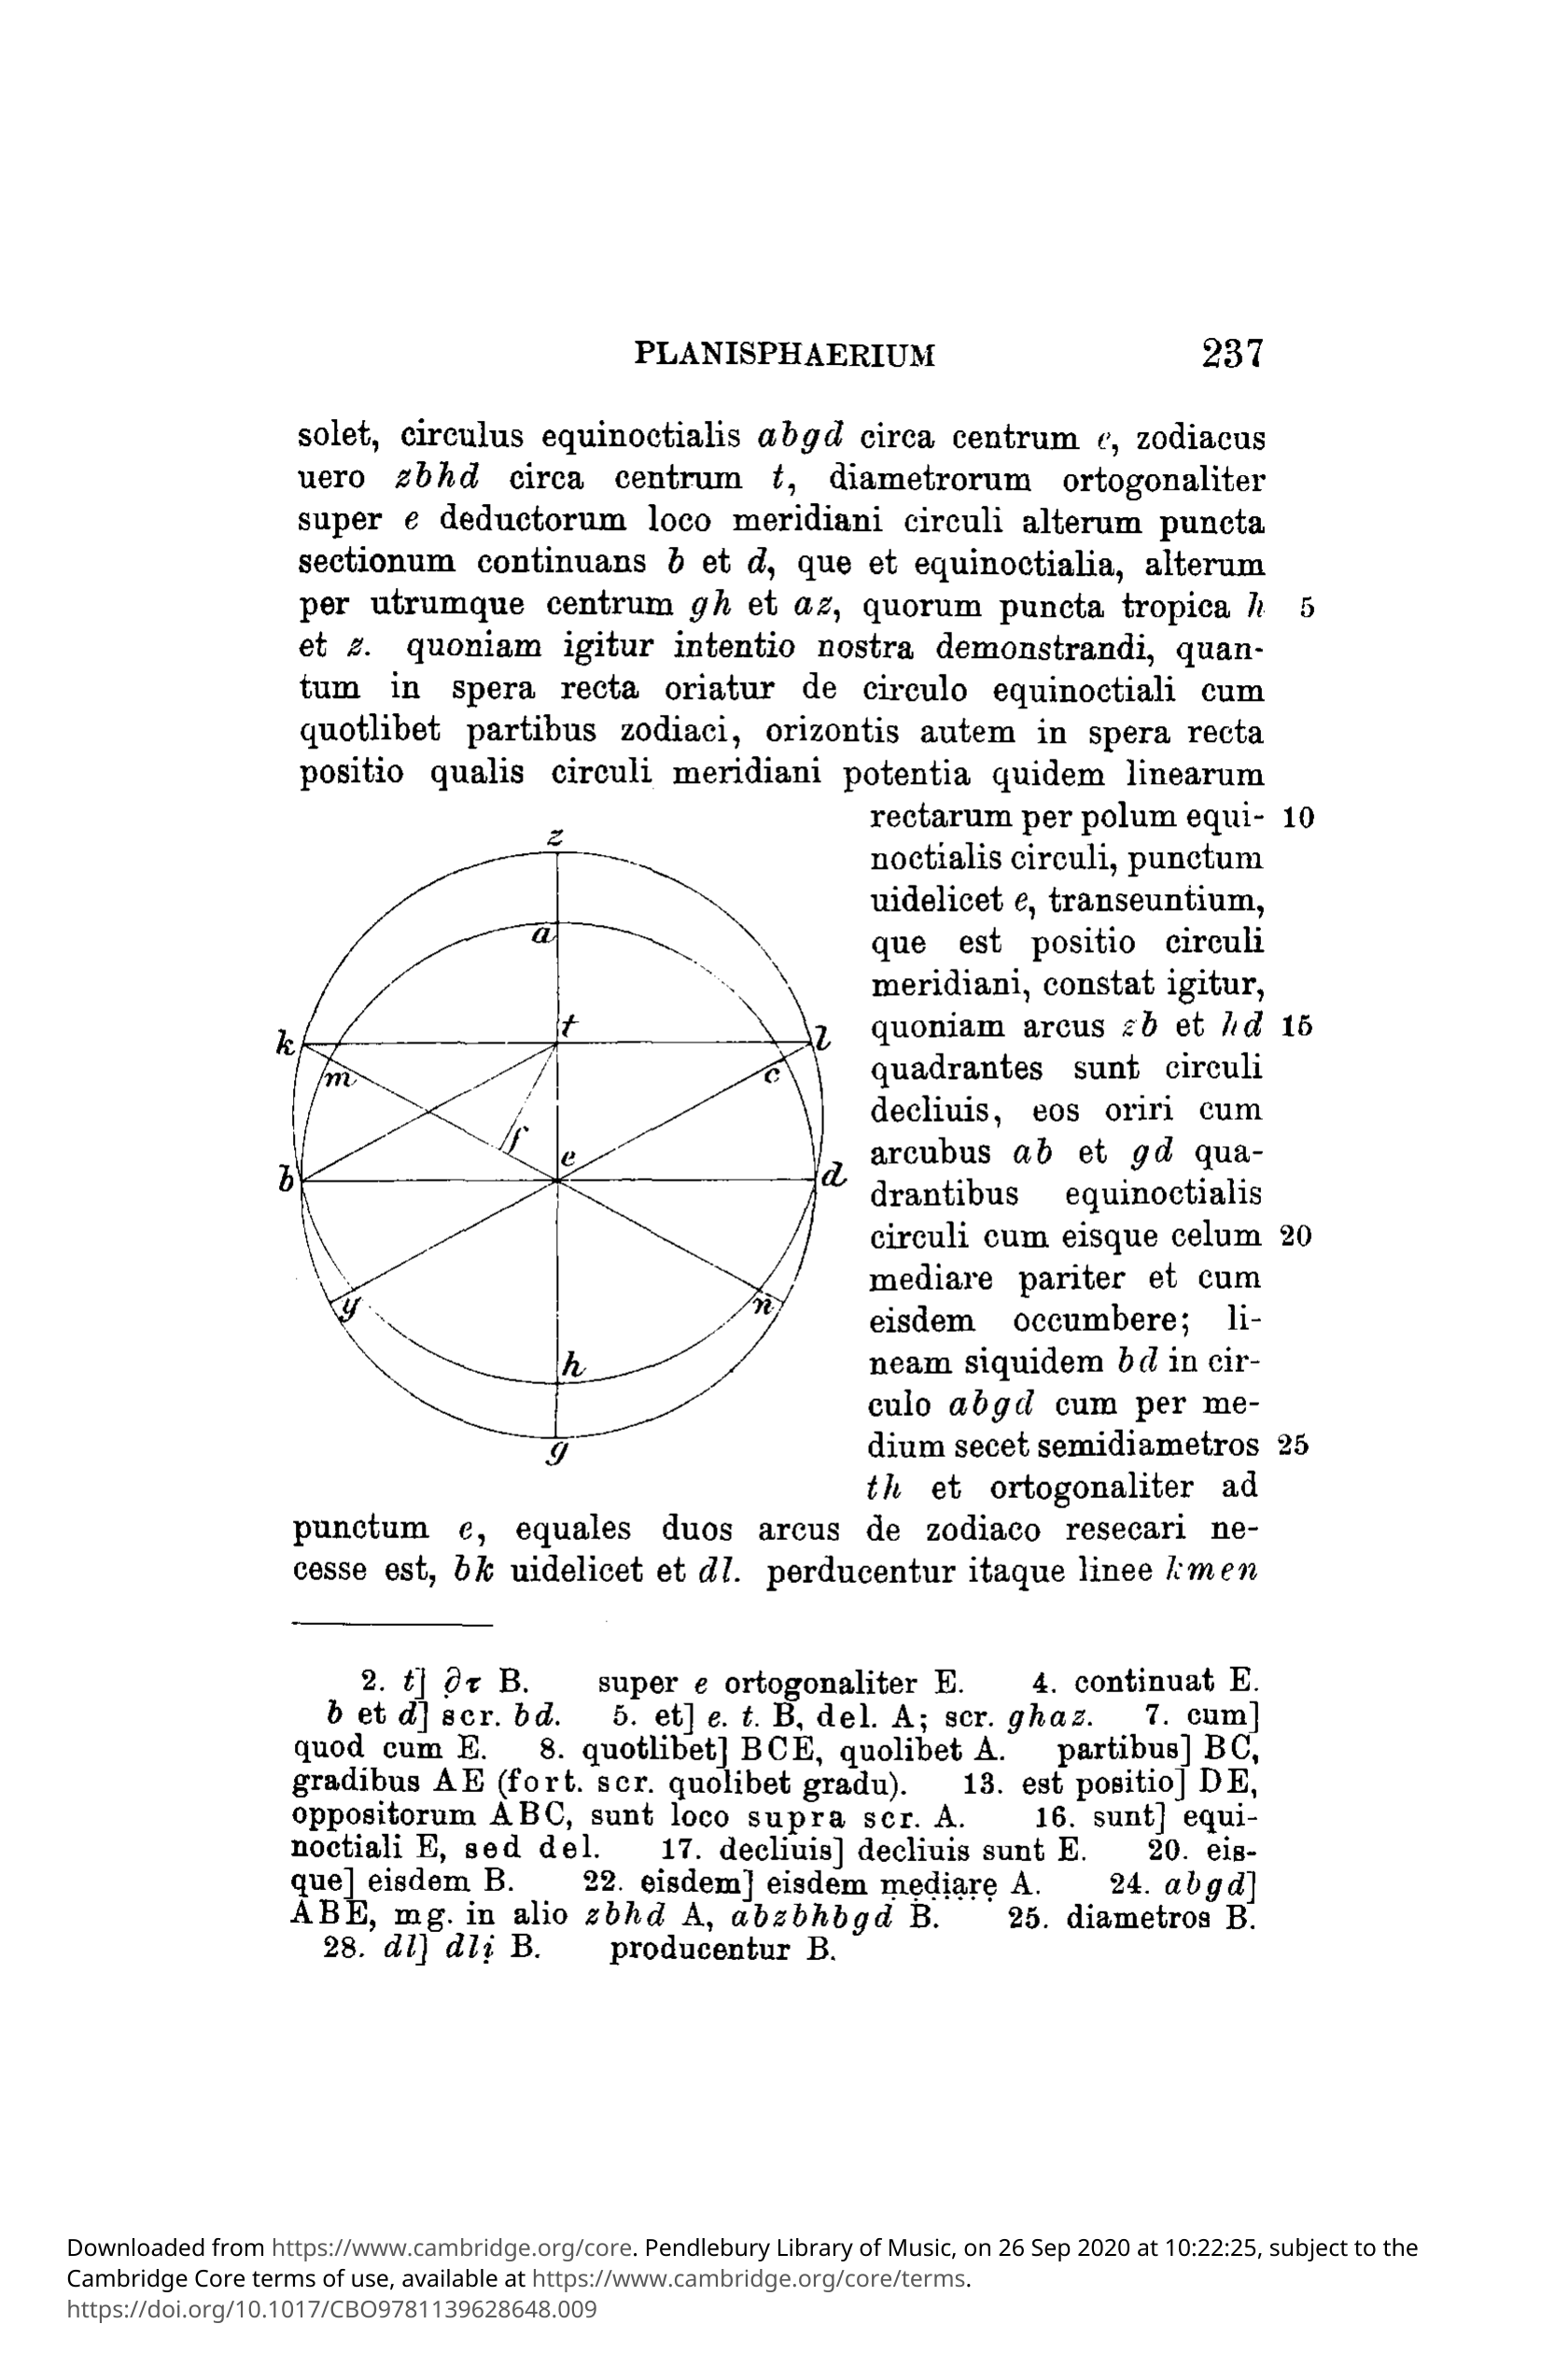 PLANISPHAERIUM 237
solet, circulus equinoctialis abgd circa centrum e, zodiacus
uero zbhd circa centrum t, diametrorum ortogonaliter
super e deductorum loco meridiani circuli alterum puncta
sectionum continuans b et d, que et equinoctialia, alterum
per utrumque centrum gh et az, quorum puncta tropica h 5
et z. quoniam igitur intentio nostra demonstrandi, quan-
tum in spera recta oriatur de circulo equinoctiali cum
quotlibet partibus zodiaci, orizontis autem in spera recta
positio qualis circuli meridiani potentia quidem linearum
rectarum per polum equi- 10
noctialis circuli, punctum
uidelicet e, transeuntium,
que est positio circuli
meridiani, constat igitur,
quoniam arcus zb et hd 15
quadrantes sunt circuli
decliuis, eos oriri cum
arcubus ab et gd qua-
drantibus equinoctialis
circuli cum eisque celum 20
mediare pariter et cum
eisdem occumbere; li-
neam siquidem bd in cir-
culo abgd cum per me-
dium secet semidiametros 25
th et ortogonaliter ad
z
a
t
k
l
m
c
f
e
b
d
y
n
h
g
punctum e, equales duos arcus de zodiaco resecari ne-
cesse est, bk uidelicet et dl. perducentur itaque linee kmen
2. t] ∂τ B. super e ortogonaliter E. 4. continuat E.
b et d] scr. bd. 5. et] e. t. B, del. A; scr. ghaz. 7. cum]
quod cum E. 8. quotlibet] BCE, quolibet A. partibus] BC,
gradibus AE (fort. scr. quolibet gradu). 13. est positio] DE,
oppositorum ABC, sunt loco supra scr. A. 16. sunt] equi-
noctiali E, sed del. 17. decliuis] decliuis sunt E. 20. eis-
que] eisdem B. 22. eisdem] eisdem mediare A. 24. abgd]
ABE, mg. in alio zbhd A, abzbhbgd B. 25. diametros B.
28. dl] dlị B. producentur B.
Downloaded from https://www.cambridge.org/core. Pendlebury Library of Music, on 26 Sep 2020 at 10:22:25, subject to the
Cambridge Core terms of use, available at https://www.cambridge.org/core/terms.
https://doi.org/10.1017/CBO9781139628648.009